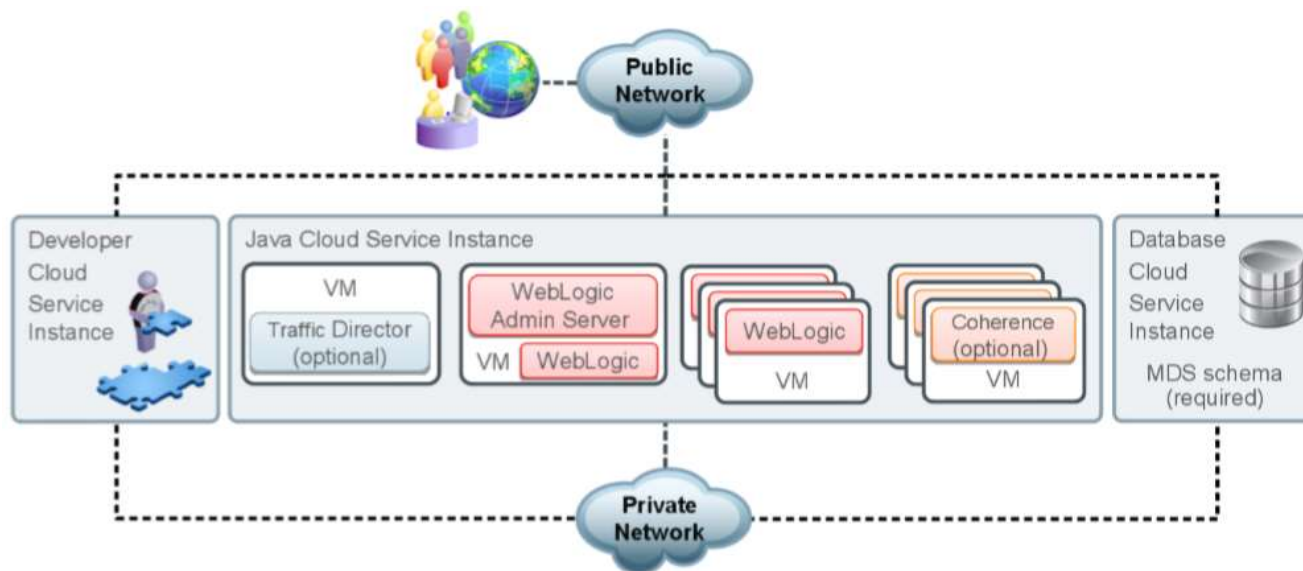 Public
Network
Developer
Cloud
Service
Instance
Java Cloud Service Instance
VM
Traffic Director
(optional)
WebLogic
Admin Server
VM
WebLogic
WebLogic
VM
Coherence
(optional)
VM
Database
Cloud
Service
Instance
MDS schema
(required)
Private
Network